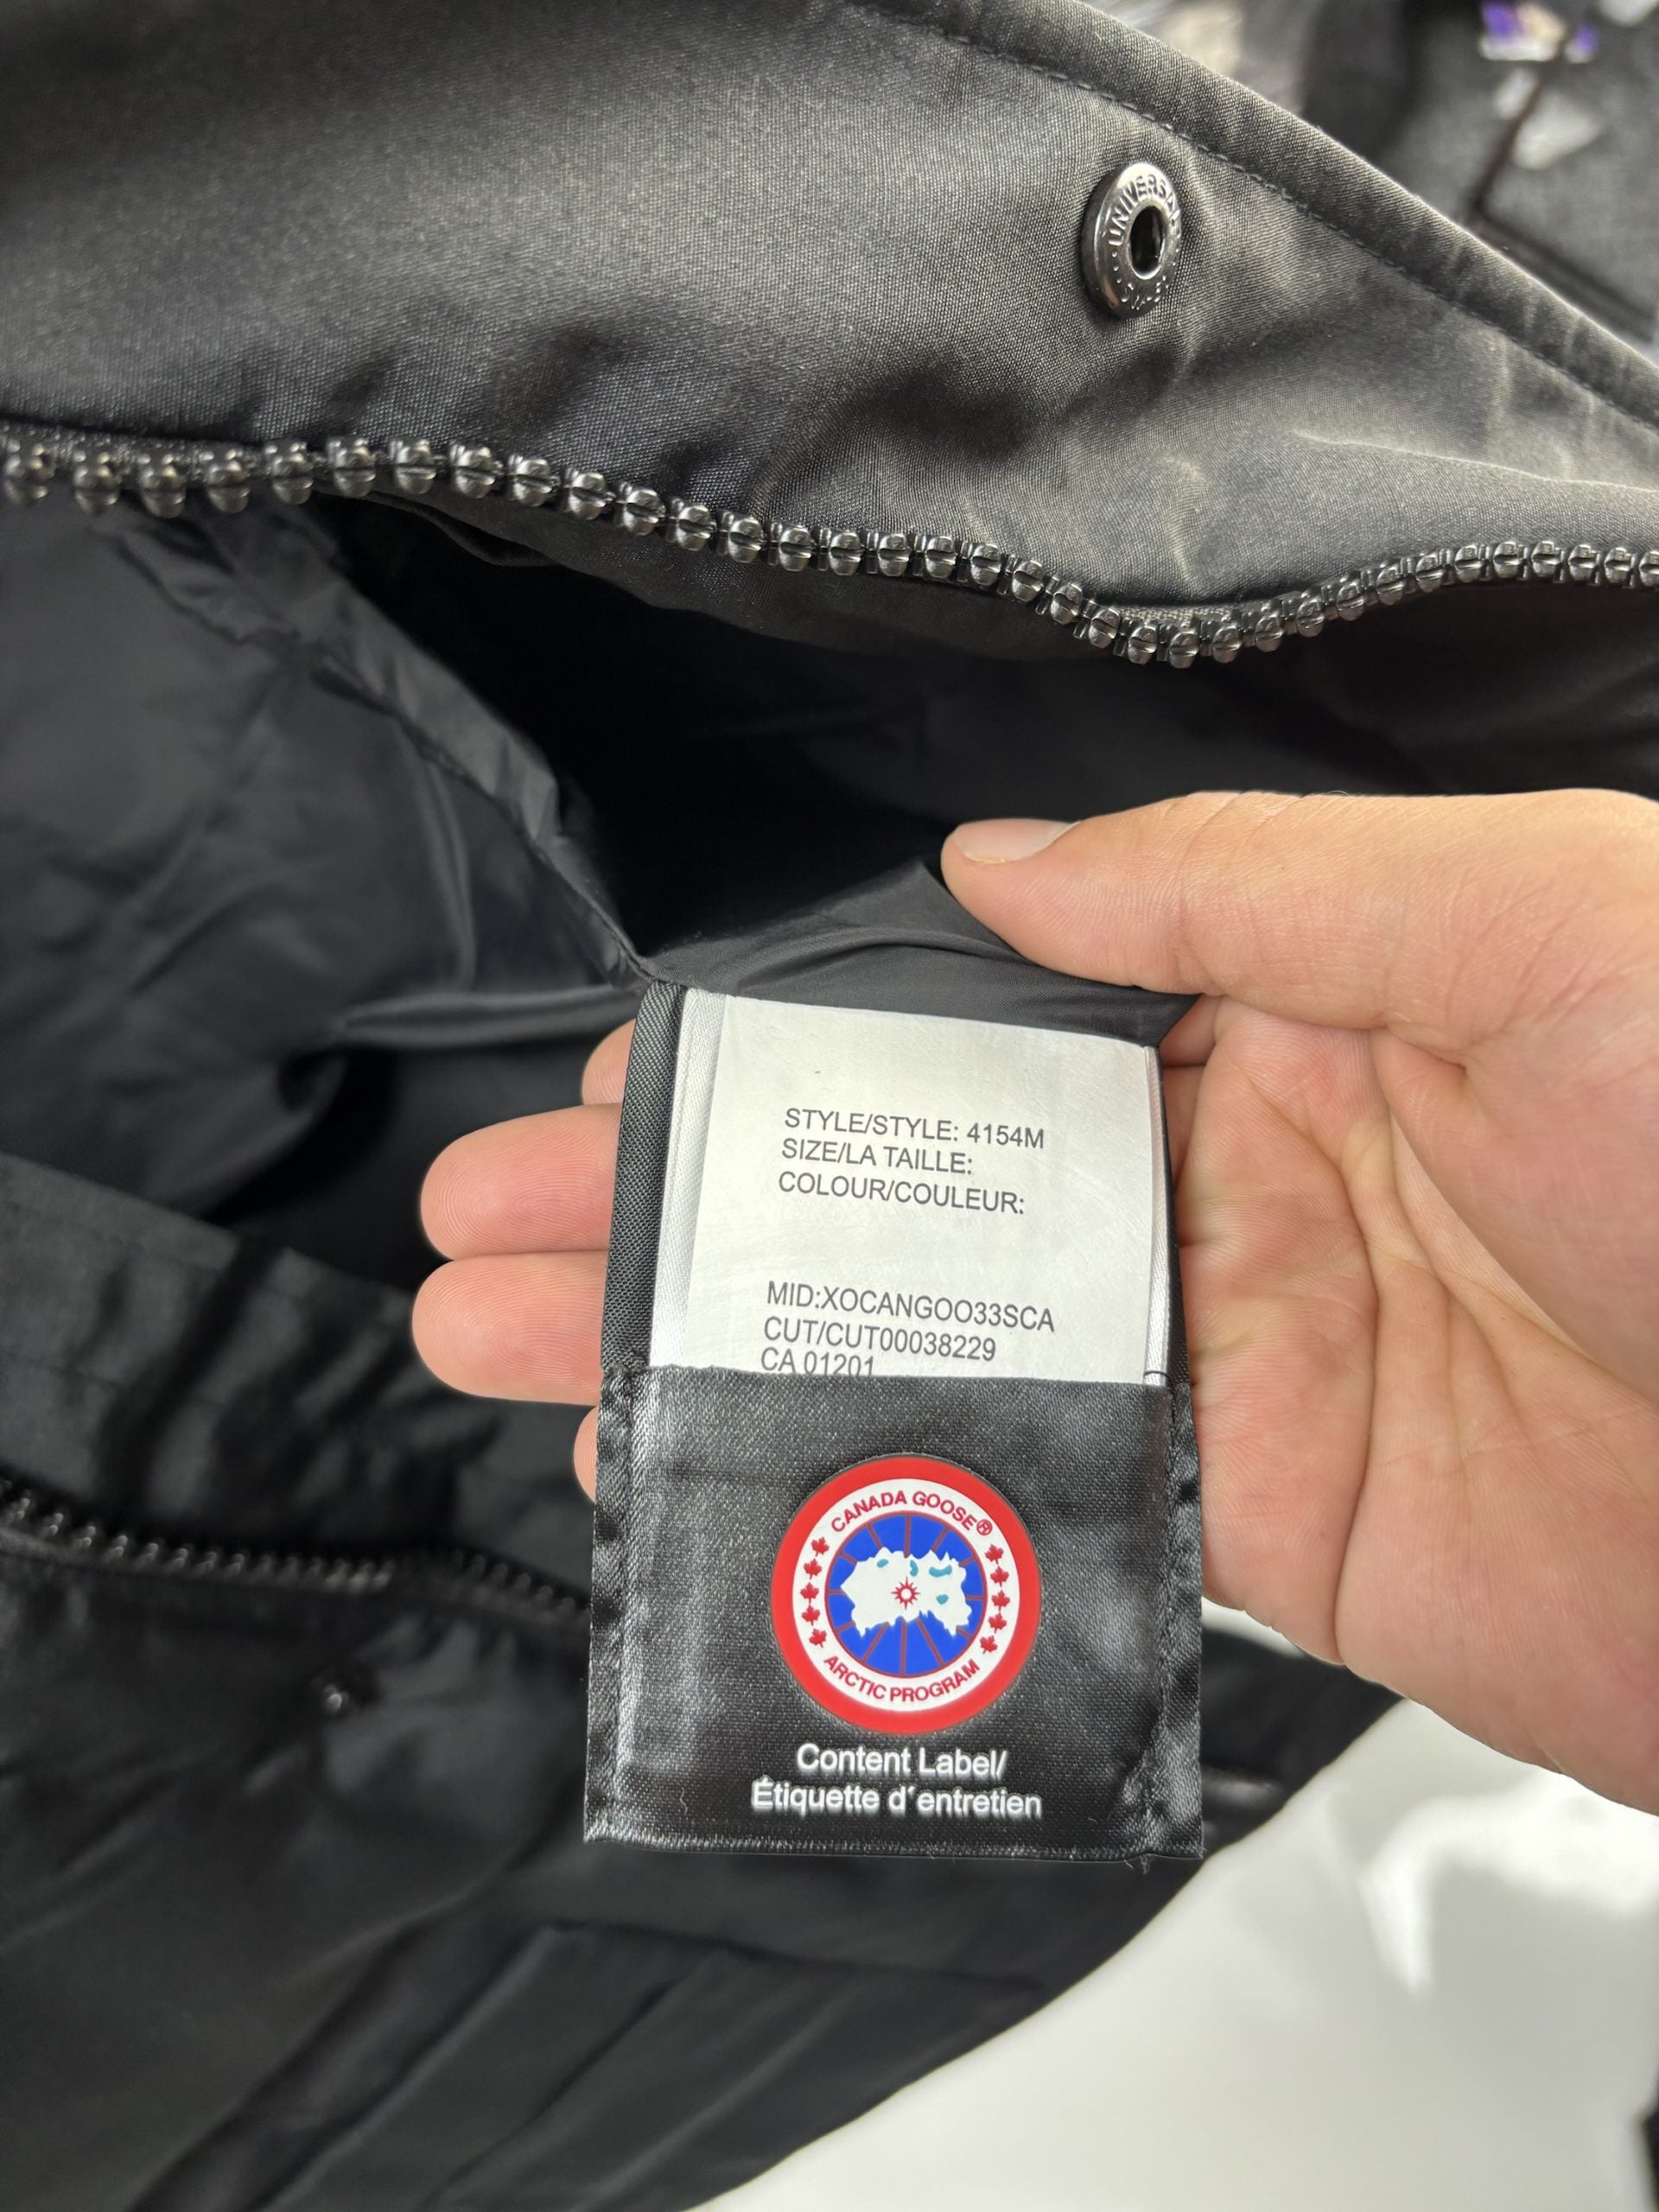 UNIVERSAL
STYLE/STYLE: 4154M
SIZE/LA TAILLE:
COLOUR/COULEUR:
MID:XOCANGOO33SCA
CUT/CUT00038229
CA 01201
CANADA GOOSE®
ARCTIC PROGRAM
Content Label/
Étiquette d'entretien